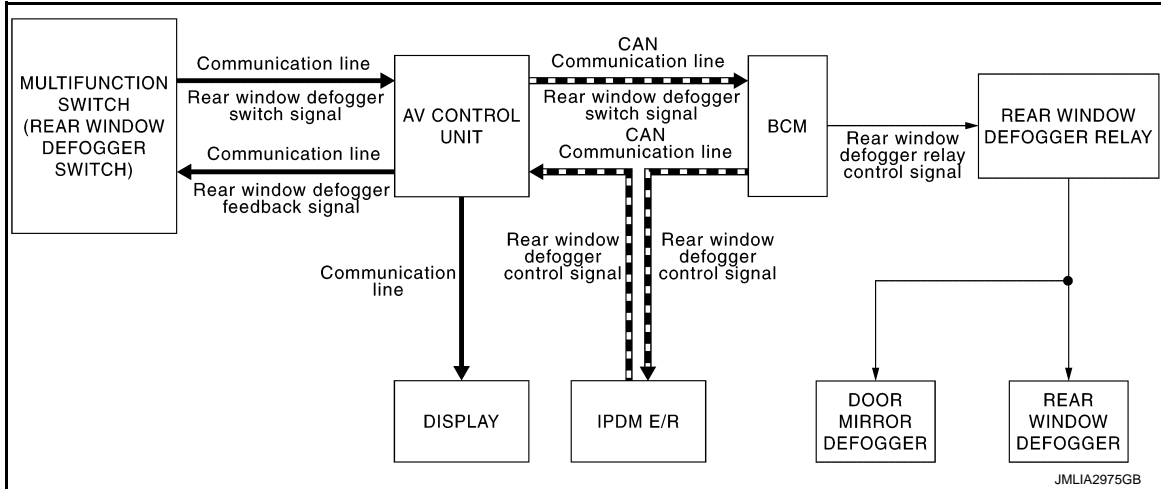 MULTIFUNCTION
SWITCH
(REAR WINDOW
DEFOGGER
SWITCH)
Communication line
Rear window defogger
switch signal
Communication line
Rear window defogger
feedback signal
AV CONTROL
UNIT
CAN
Communication line
Rear window defogger
switch signal
CAN
Communication line
BCM
Rear window
defogger relay
control signal
REAR WINDOW
DEFOGGER RELAY
Communication
line
Rear window
defogger
control signal
Rear window
defogger
control signal
DISPLAY
IPDM E/R
DOOR
MIRROR
DEFOGGER
REAR
WINDOW
DEFOGGER
JMLIA2975GB